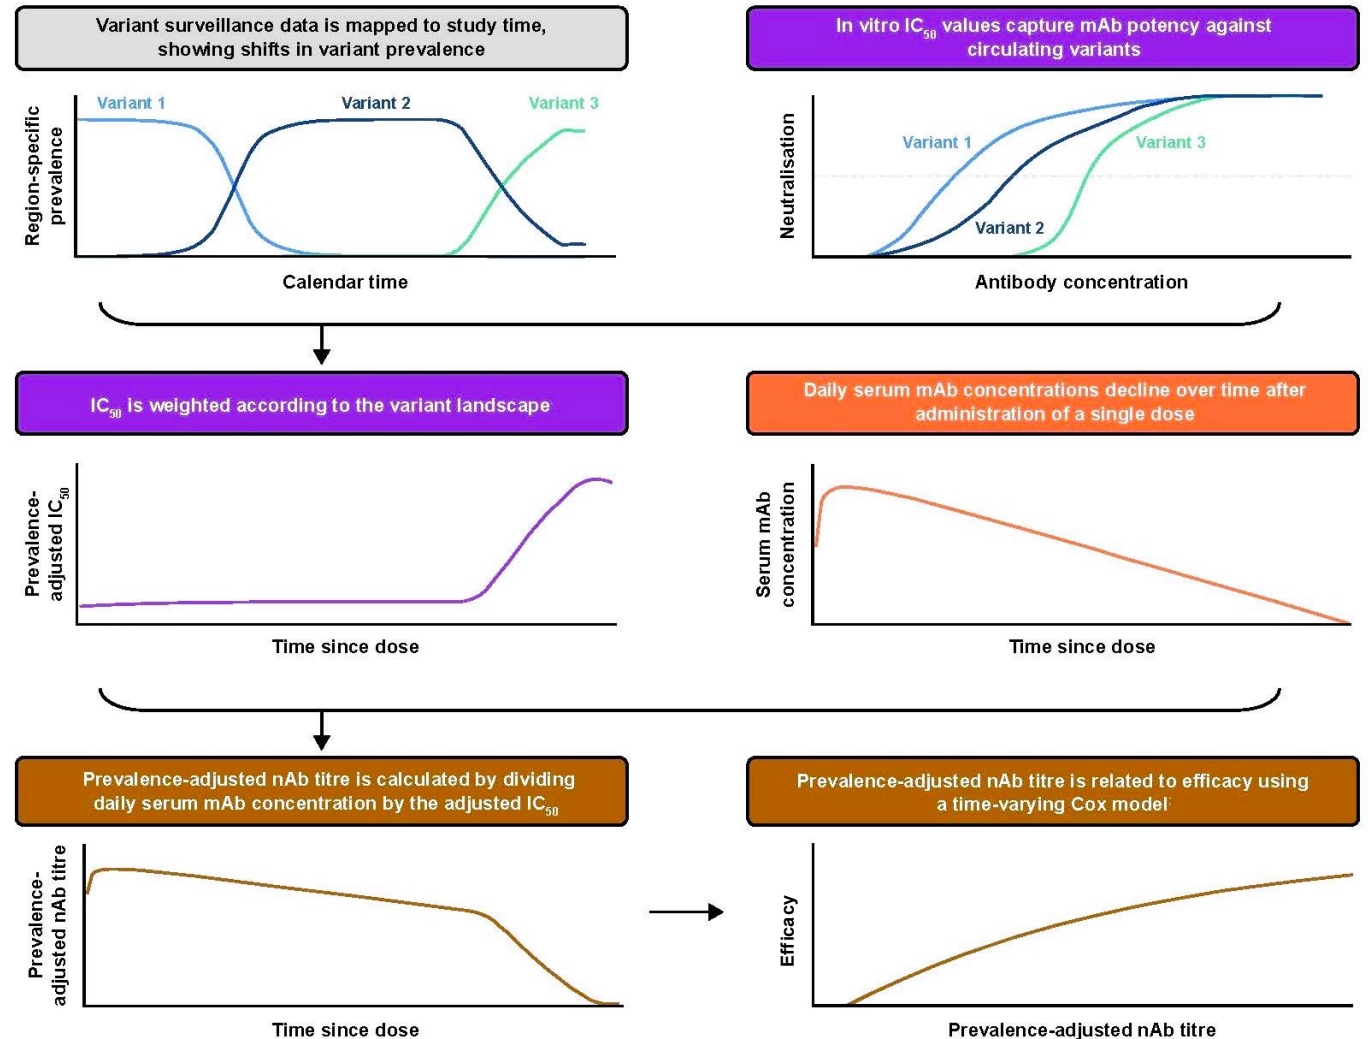 Variant surveillance data is mapped to study time,
showing shifts in variant prevalence
Variant 1
Variant 2
Variant 3
Region-specific
prevalence
Calendar time
In vitro IC50 values capture mAb potency against
circulating variants
Variant 1
Variant 3
Variant 2
Neutralisation
Antibody concentration
IC50 is weighted according to the variant landscape
Prevalence-
adjusted IC50
Time since dose
Daily serum mAb concentrations decline over time after
administration of a single dose
Serum mAb
concentration
Time since dose
Prevalence-adjusted nAb titre is calculated by dividing
daily serum mAb concentration by the adjusted IC50
Prevalence-
adjusted nAb titre
Time since dose
Prevalence-adjusted nAb titre is related to efficacy using
a time-varying Cox model
Efficacy
Prevalence-adjusted nAb titre